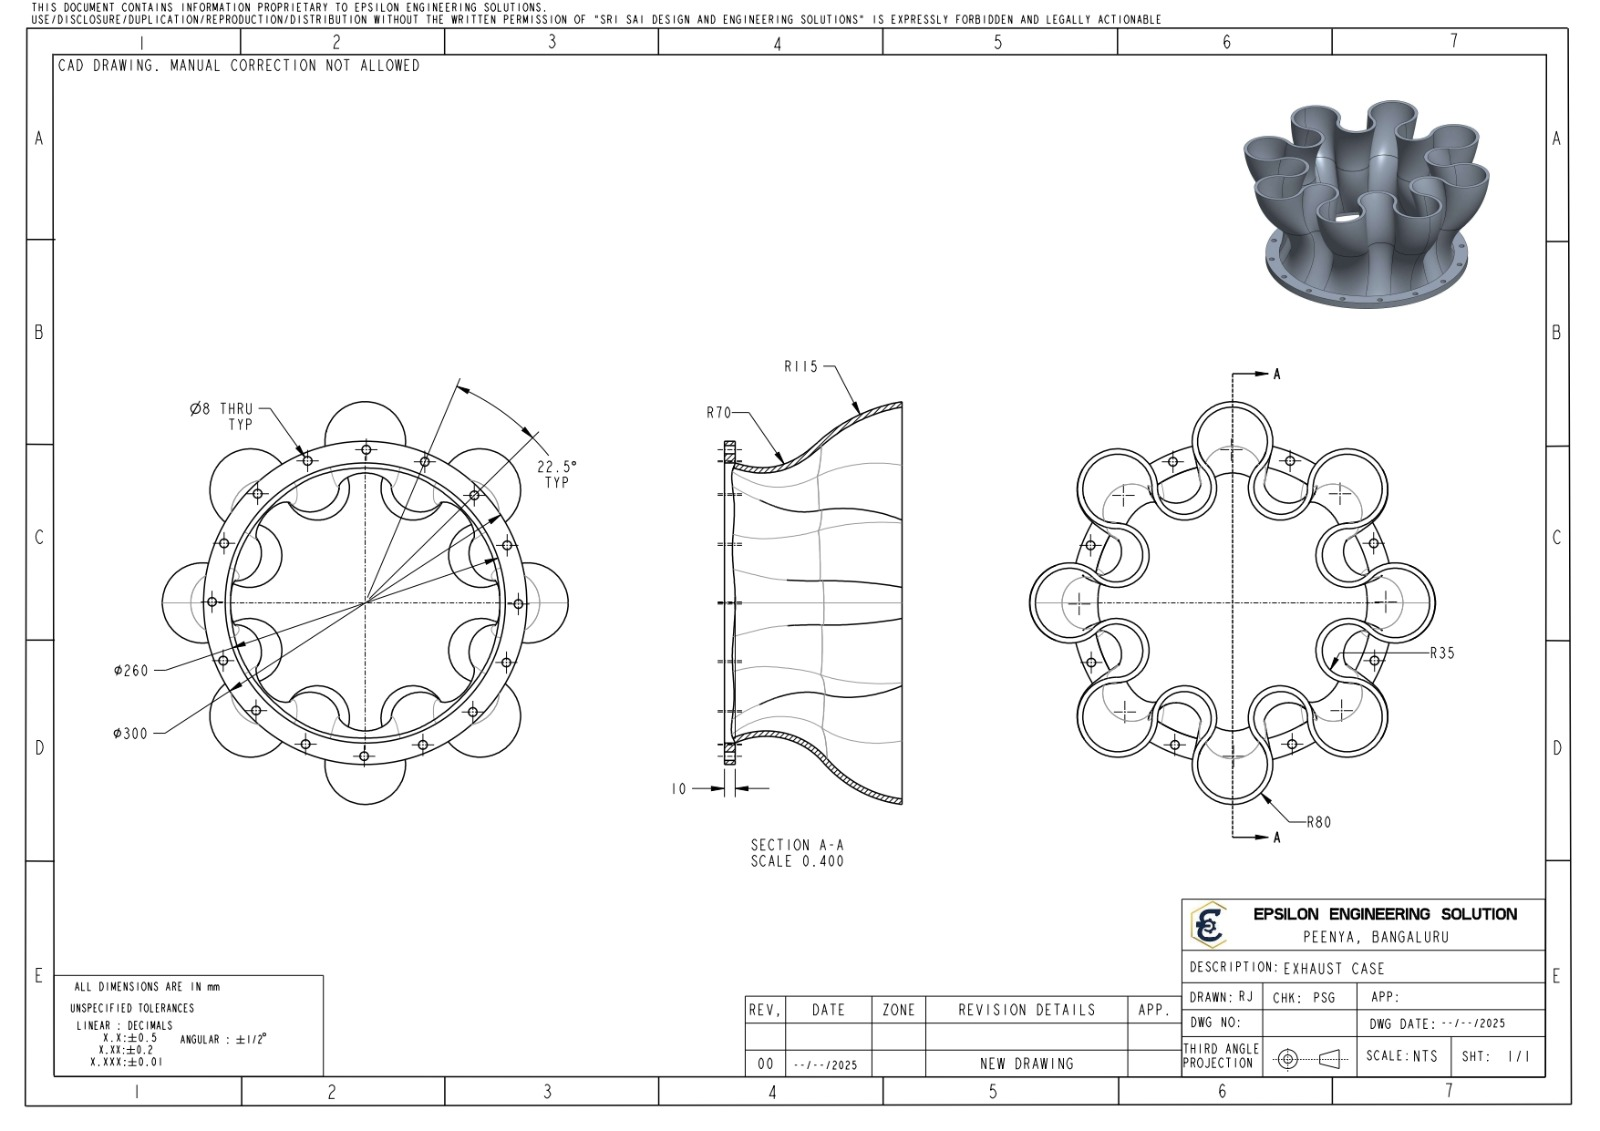 THIS DOCUMENT CONTAINS INFORMATION PROPRIETARY TO EPSILON ENGINEERING SOLUTIONS.
USE/DISCLOSURE/DUPLICATION/REPRODUCTION/DISTRIBUTION WITHOUT THE WRITTEN PERMISSION OF "SRI SAI DESIGN AND ENGINEERING SOLUTIONS" IS EXPRESSLY FORBIDDEN AND LEGALLY ACTIONABLE
1 2 3 4 5 6 7
CAD DRAWING. MANUAL CORRECTION NOT ALLOWED
A A
B B
C C
D D
E E
Ø8 THRU
TYP
22.5°
TYP
Ø260
Ø300
R115
R70
10
SECTION A-A
SCALE 0.400
A
R35
R80
A
EPSILON ENGINEERING SOLUTION
PEENYA, BANGALURU
DESCRIPTION: EXHAUST CASE
DRAWN: RJ CHK: PSG APP:
DWG NO: DWG DATE: --/--/2025
THIRD ANGLE
PROJECTION
SCALE:NTS SHT: 1/1
REV, DATE ZONE REVISION DETAILS APP.
00 --/--/2025 NEW DRAWING
ALL DIMENSIONS ARE IN mm
UNSPECIFIED TOLERANCES
LINEAR : DECIMALS
X.X:±0.5 ANGULAR : ±1/2°
X.XX:±0.2
X.XXX:±0.01
1 2 3 4 5 6 7